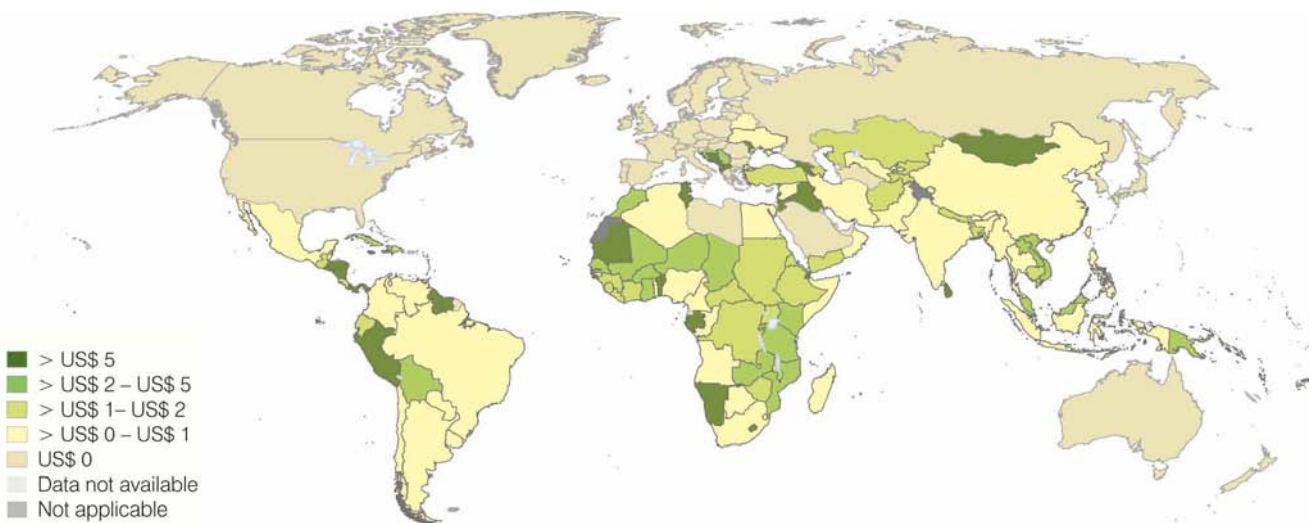 > US$ 5
> US$ 2 – US$ 5
> US$ 1– US$ 2
> US$ 0 – US$ 1
US$ 0
Data not available
Not applicable